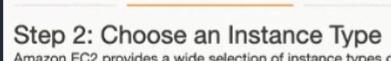 Step 2: Choose an Instance Type
Amazon EC2 provides a wide selection of instance types